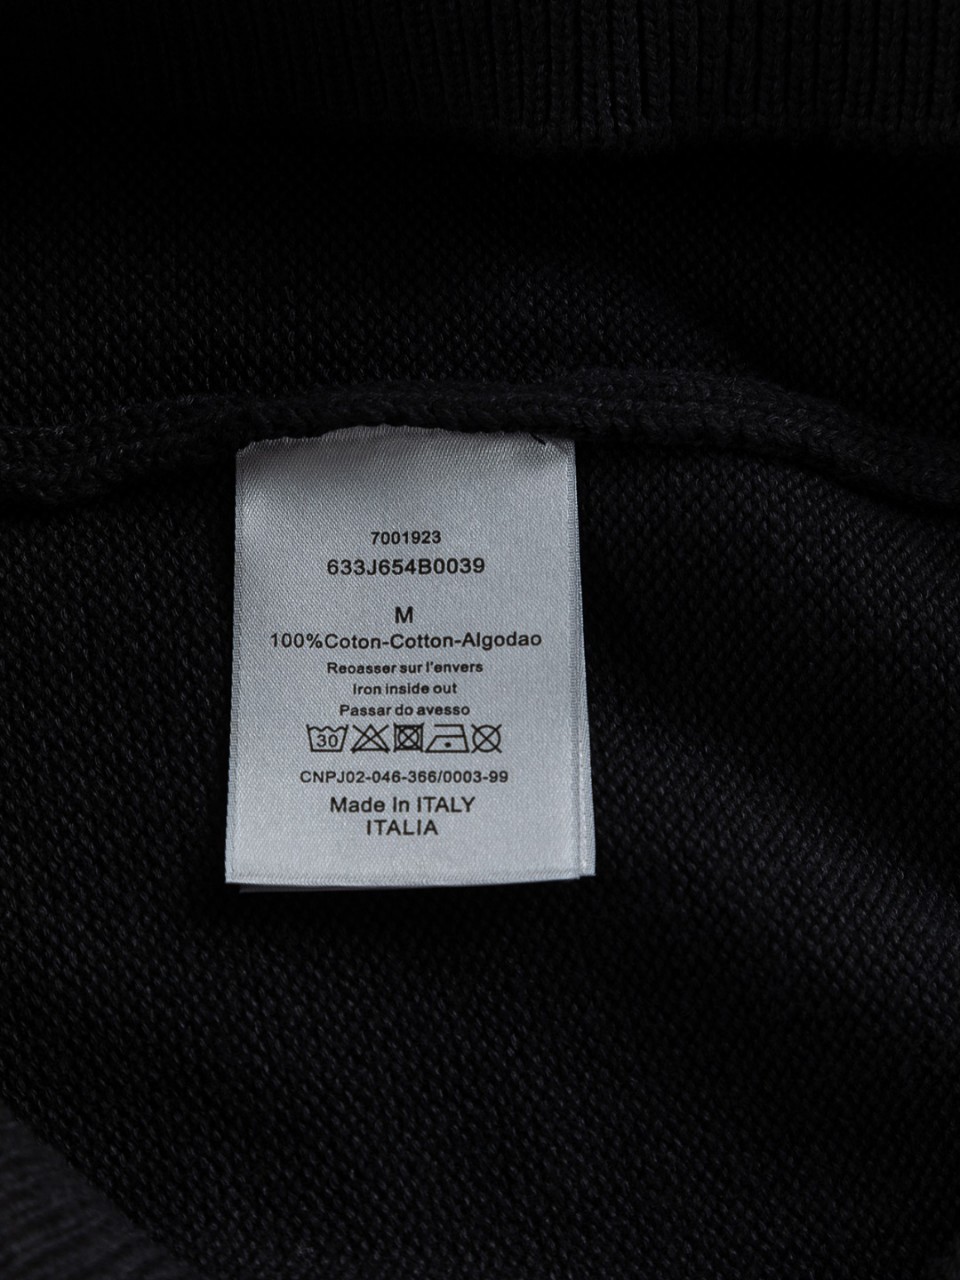 7001923
633J654B0039
M
100%Coton-Cotton-Algodao
Reoasser sur l'envers
Iron inside out
Passar do avesso
30
CNPJ02-046-366/0003-99
Made In ITALY
ITALIA